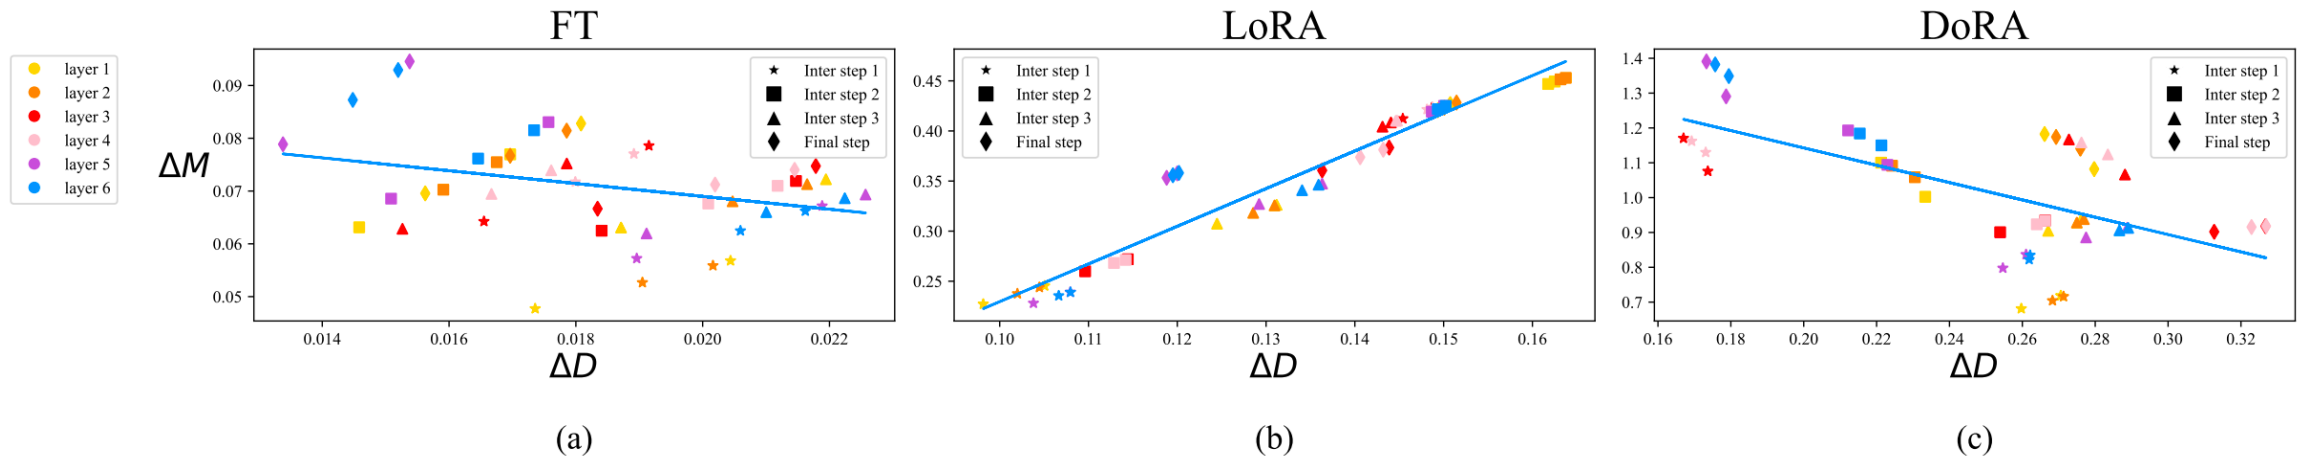 FT
LoRA
DoRA
layer 1
layer 2
layer 3
layer 4
layer 5
layer 6
ΔM
0.09
0.08
0.07
0.06
0.05
Inter step 1
Inter step 2
Inter step 3
Final step
0.014
0.016
0.018
0.020
0.022
ΔD
(a)
0.45
0.40
0.35
0.30
0.25
Inter step 1
Inter step 2
Inter step 3
Final step
0.10
0.11
0.12
0.13
0.14
0.15
0.16
ΔD
(b)
1.4
1.3
1.2
1.1
1.0
0.9
0.8
0.7
Inter step 1
Inter step 2
Inter step 3
Final step
0.16
0.18
0.20
0.22
0.24
0.26
0.28
0.30
0.32
ΔD
(c)